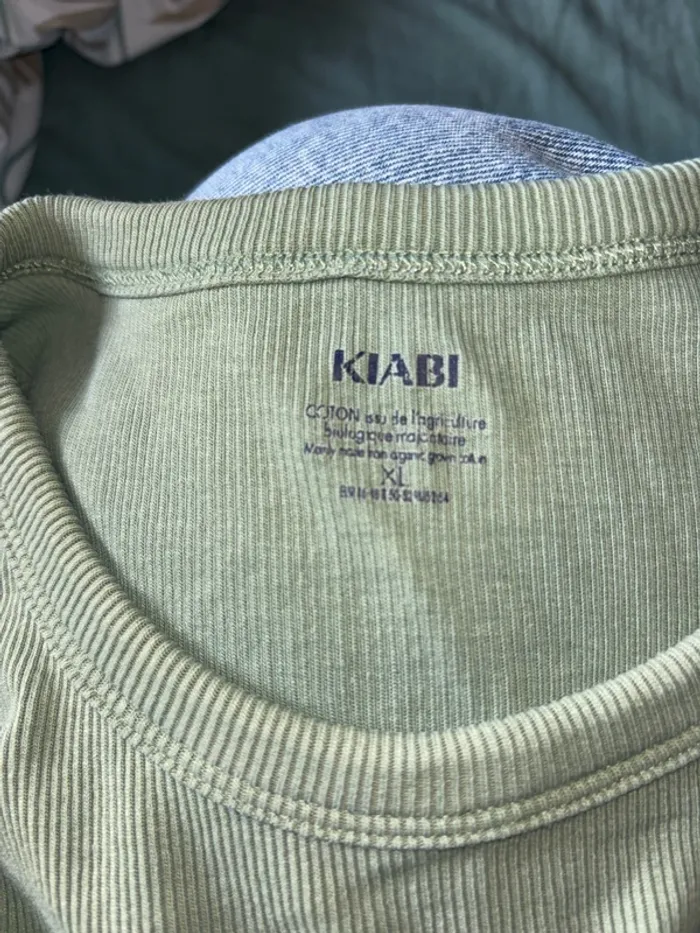 KIABI
COTON issu de l'agriculture
biologique majoritaire
Mainly made from organic grown cotton
XL